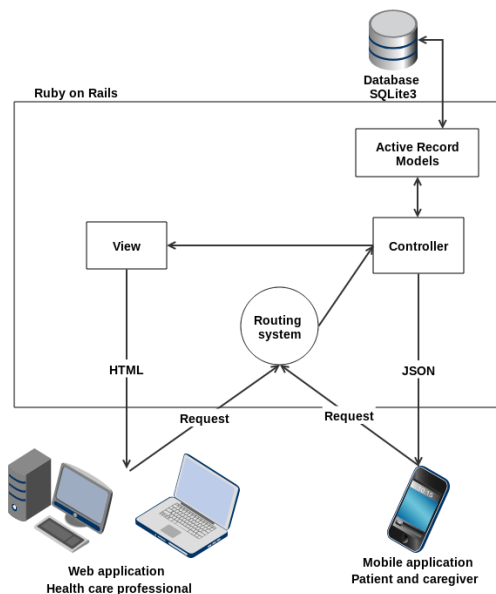 Database
SQLite3
Ruby on Rails
Active Record
Models
View
Controller
Routing
system
HTML
JSON
Request
Request
Web application
Health care professional
Mobile application
Patient and caregiver